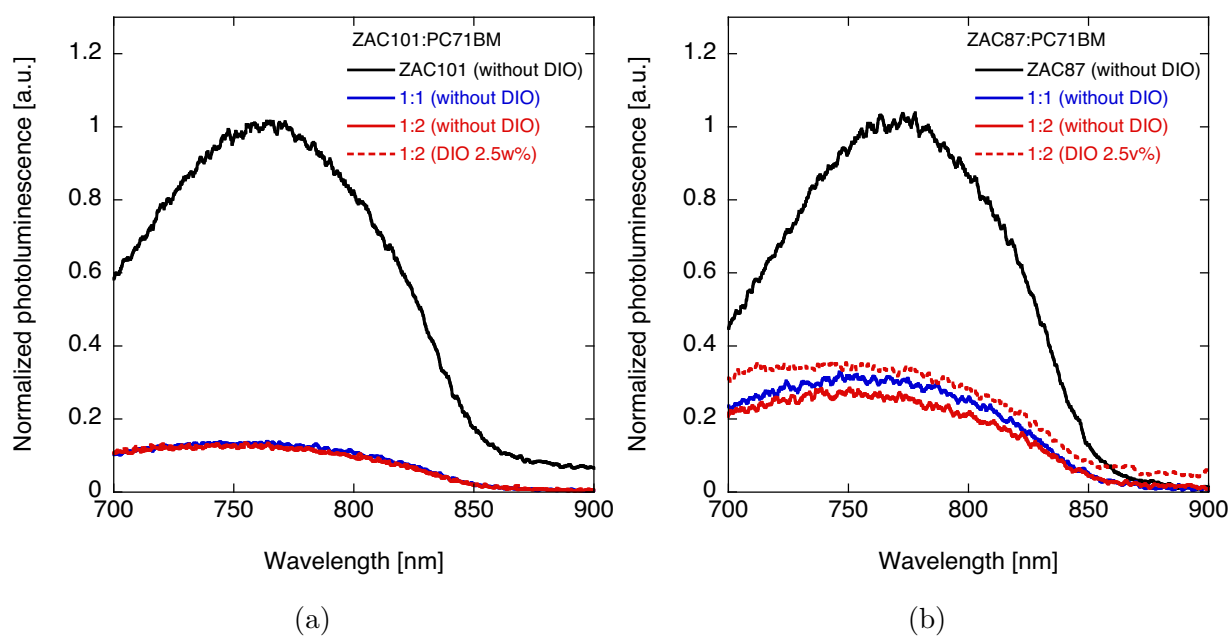 ZAC101:PC71BM
ZAC101 (without DIO)
1:1 (without DIO)
1:2 (without DIO)
1:2 (DIO 2.5w%)
Normalized photoluminescence [a.u.]
1.2
1
0.8
0.6
0.4
0.2
0
700 750 800 850 900
Wavelength [nm]
(a)
ZAC87:PC71BM
ZAC87 (without DIO)
1:1 (without DIO)
1:2 (without DIO)
1:2 (DIO 2.5v%)
Normalized photoluminescence [a.u.]
1.2
1
0.8
0.6
0.4
0.2
0
700 750 800 850 900
Wavelength [nm]
(b)